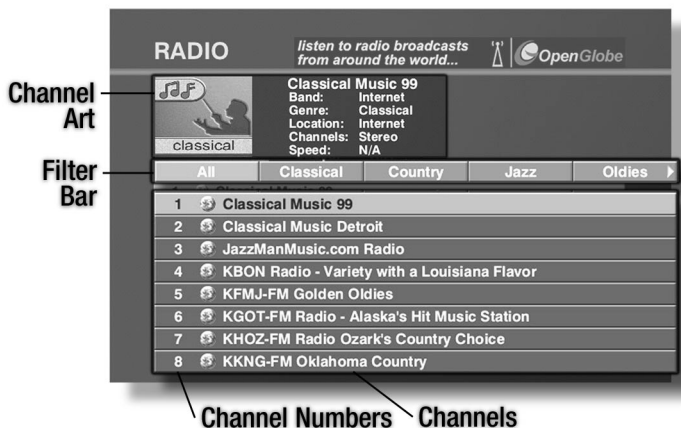 RADIO
listen to radio broadcasts
from around the world...
OpenGlobe
Channel
Art
classical
Classical Music 99
Band: Internet
Genre: Classical
Location: Internet
Channels: Stereo
Speed: N/A
Filter
Bar
All Classical Country Jazz Oldies
1 Classical Music 99
2 Classical Music Detroit
3 JazzManMusic.com Radio
4 KBON Radio - Variety with a Louisiana Flavor
5 KFMJ-FM Golden Oldies
6 KGOT-FM Radio - Alaska's Hit Music Station
7 KHOZ-FM Radio Ozark's Country Choice
8 KKNG-FM Oklahoma Country
Channel Numbers Channels